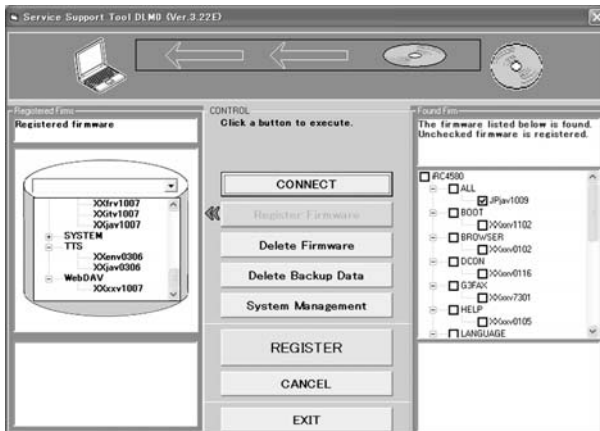 Service Support Tool DLM0 (Ver.3.22E)
Registered Firms
Registered firmware
XXfrv1007
XXitv1007
XXjav1007
SYSTEM
TTS
XXenv0306
XXjav0306
WebDAV
XXxxv1007
CONTROL
Click a button to execute.
CONNECT
Register Firmware
Delete Firmware
Delete Backup Data
System Management
REGISTER
CANCEL
EXIT
Found Firm
The firmware listed below is found.
Unchecked firmware is registered.
iRC4580
ALL
JPjav1009
BOOT
XXxxv1102
BROWSER
XXxxv0102
DCON
XXxxv0116
G3FAX
XXxxv7301
HELP
XXxxv0105
LANGUAGE